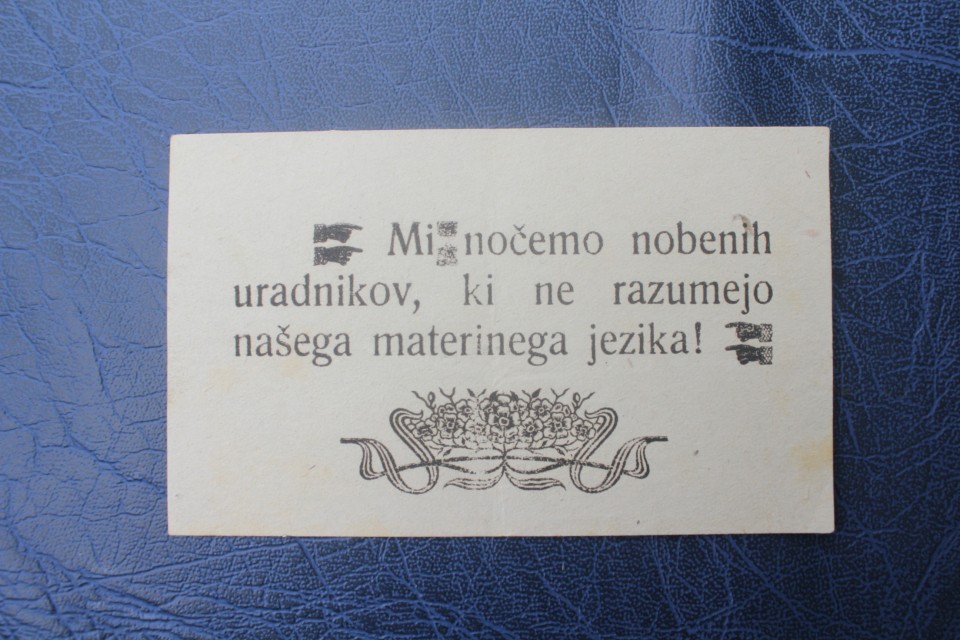 Mi nočemo nobenih
uradnikov, ki ne razumejo
našega materinega jezika!